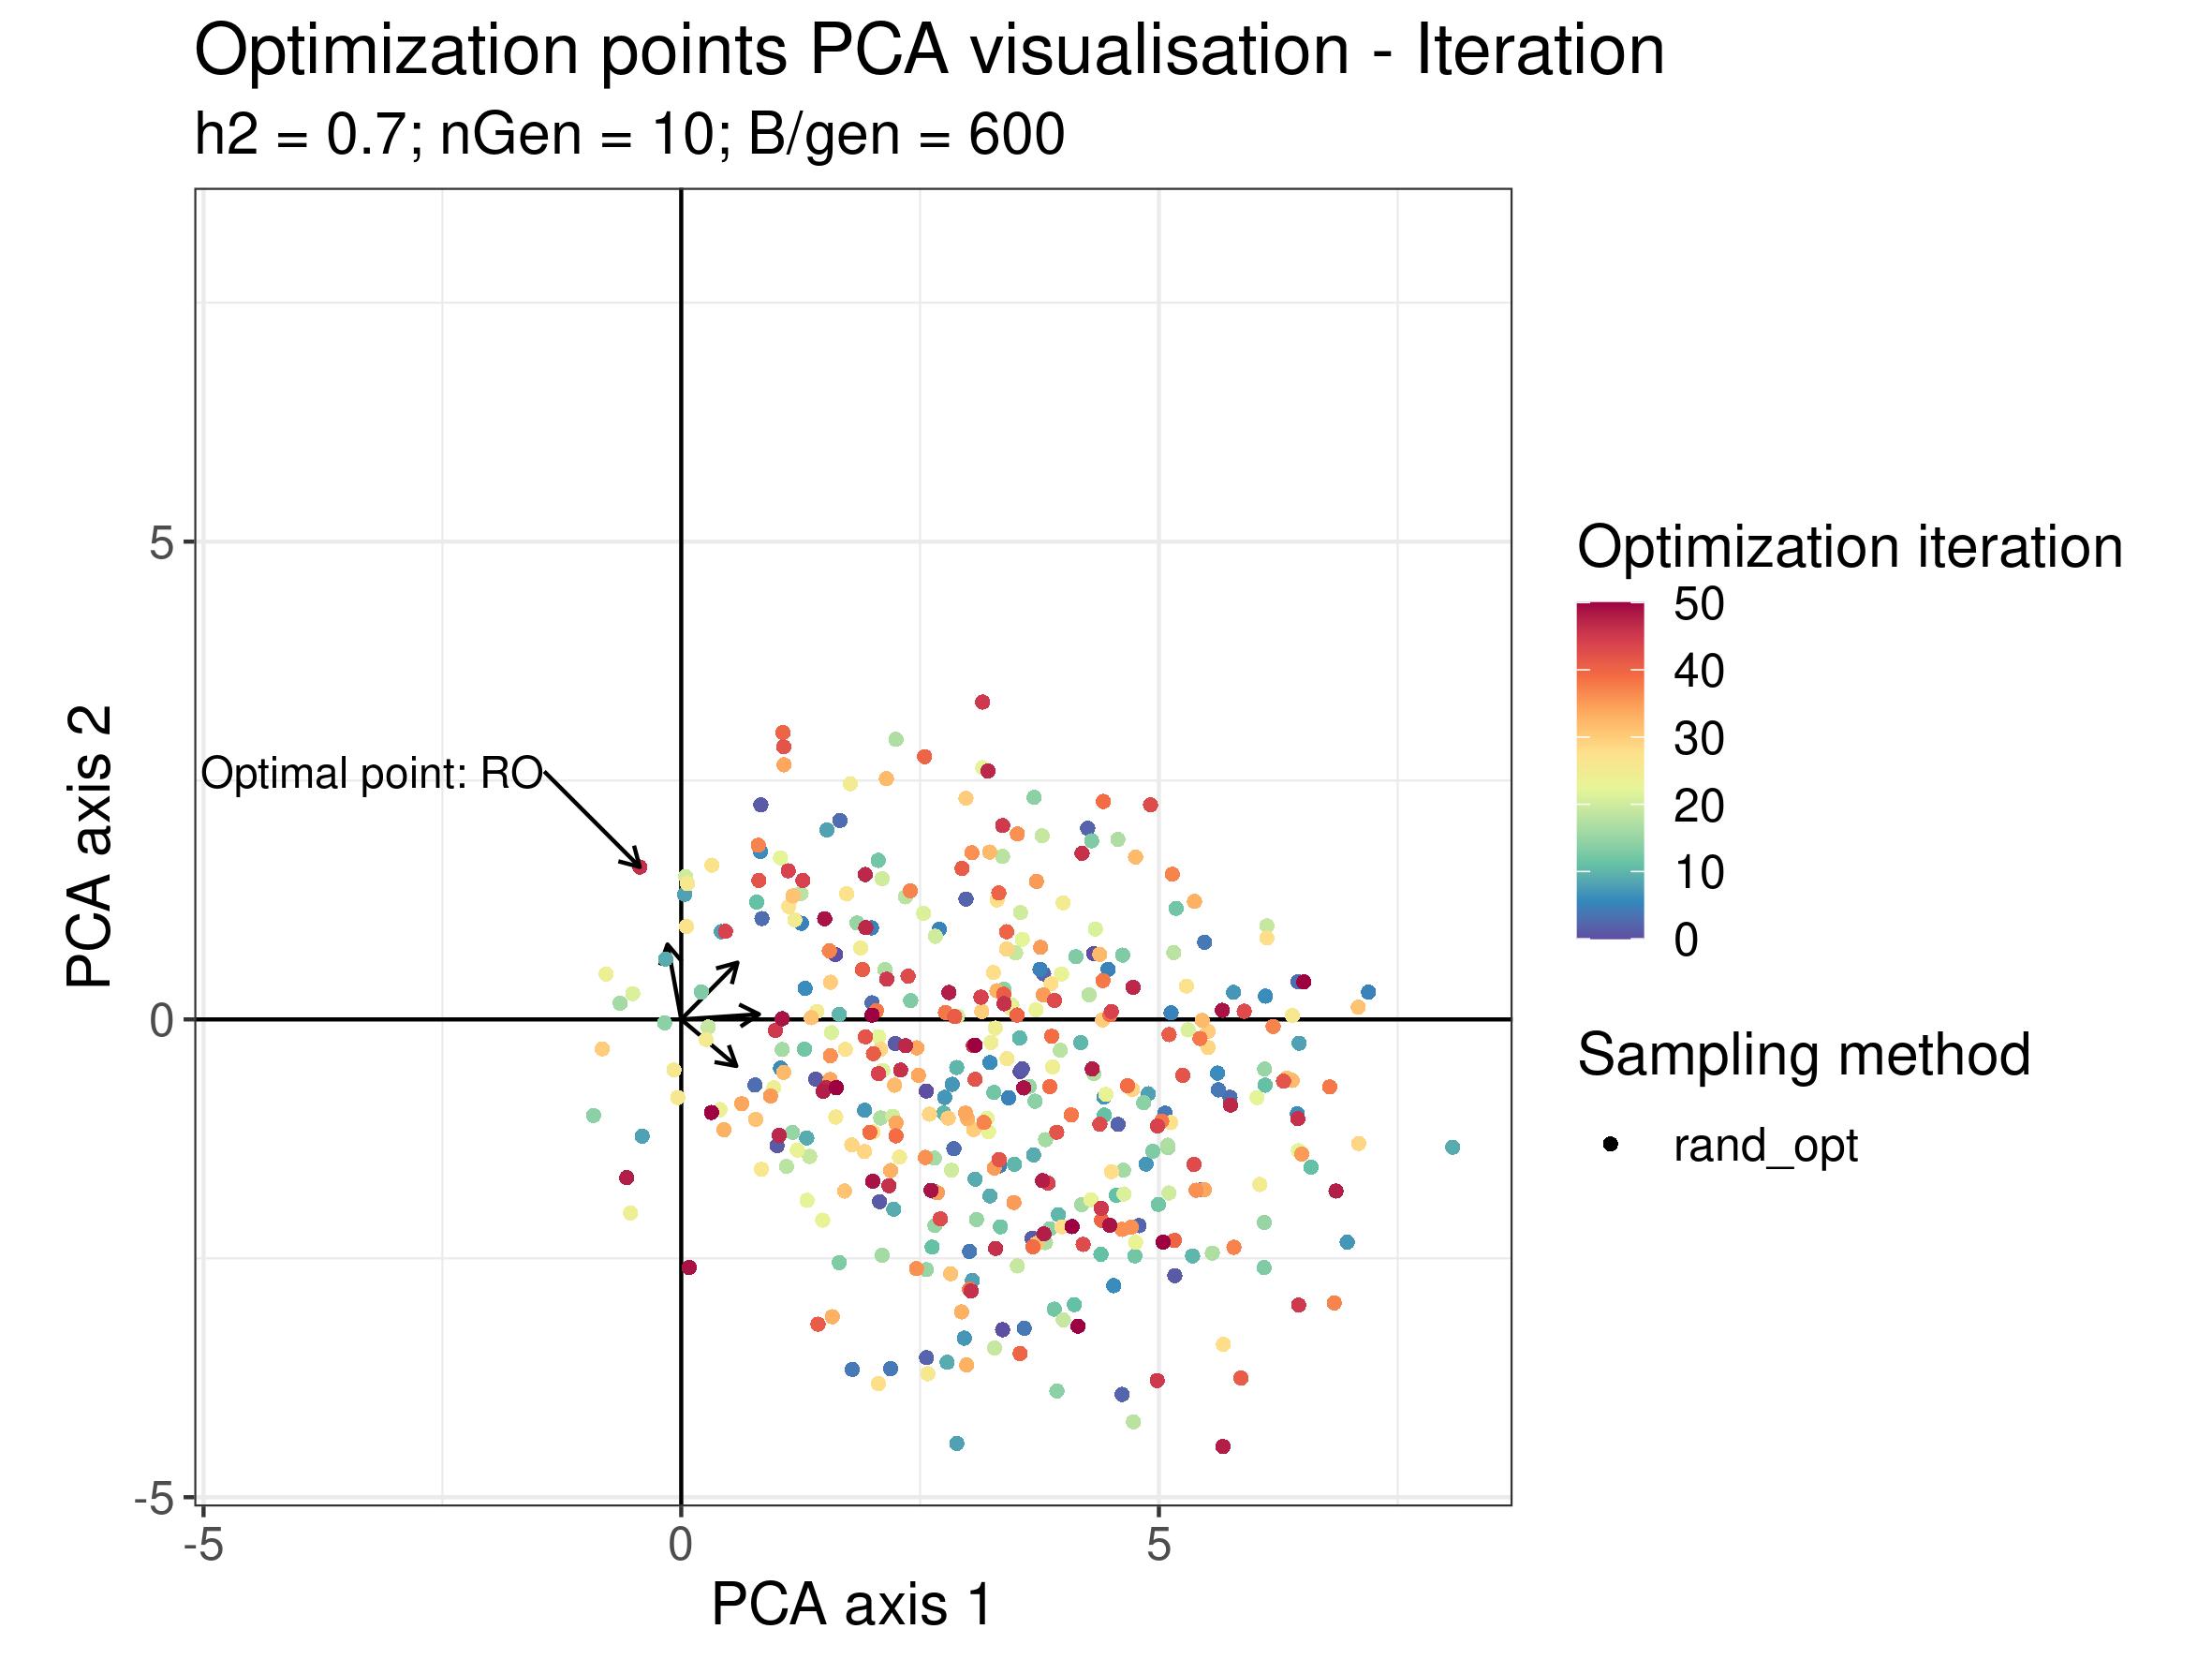 Optimization points PCA visualisation - Iteration
h2 = 0.7; nGen = 10; B/gen = 600
PCA axis 2
5
0
-5
Optimal point: RO
-5
0
5
PCA axis 1
Optimization iteration
50
40
30
20
10
0
Sampling method
rand_opt